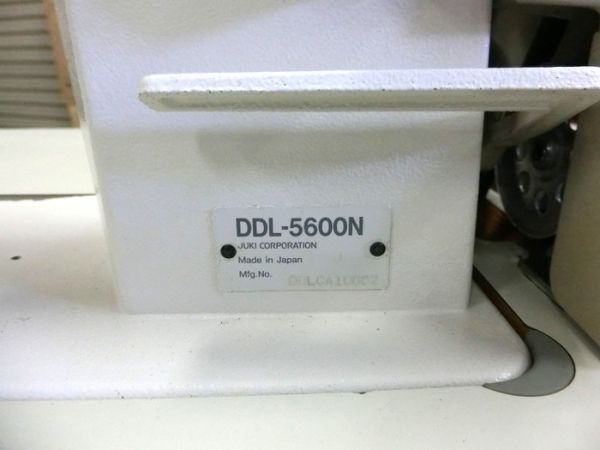 DDL-5600N
JUKI CORPORATION
Made in Japan
Mfg.No.